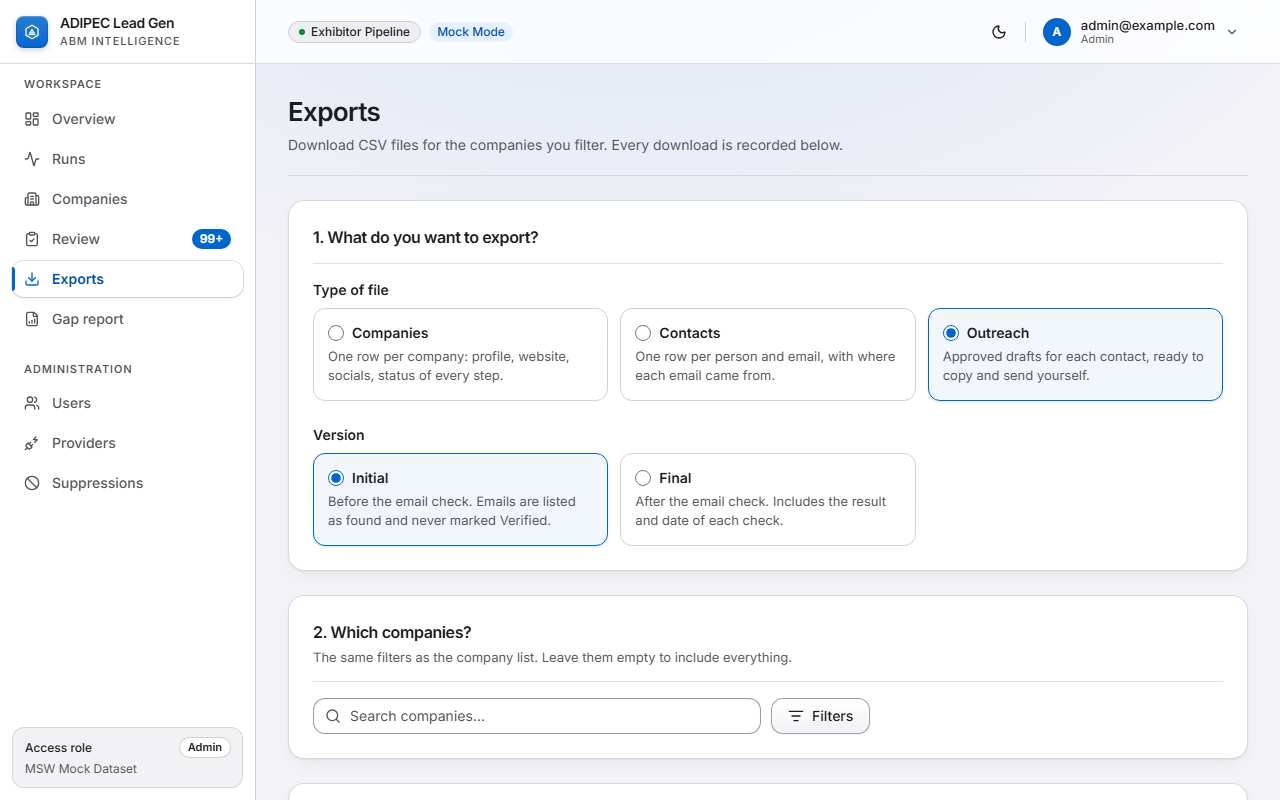 ADIPEC Lead Gen
ABM INTELLIGENCE
WORKSPACE
Overview
Runs
Companies
Review 99+
Exports
Gap report
ADMINISTRATION
Users
Providers
Suppressions
Access role Admin
MSW Mock Dataset
Exhibitor Pipeline Mock Mode
A admin@example.com
Admin
Exports
Download CSV files for the companies you filter. Every download is recorded below.
1. What do you want to export?
Type of file
Companies
One row per company: profile, website,
socials, status of every step.
Contacts
One row per person and email, with where
each email came from.
Outreach
Approved drafts for each contact, ready to
copy and send yourself.
Version
Initial
Before the email check. Emails are listed
as found and never marked Verified.
Final
After the email check. Includes the result
and date of each check.
2. Which companies?
The same filters as the company list. Leave them empty to include everything.
Search companies...
Filters